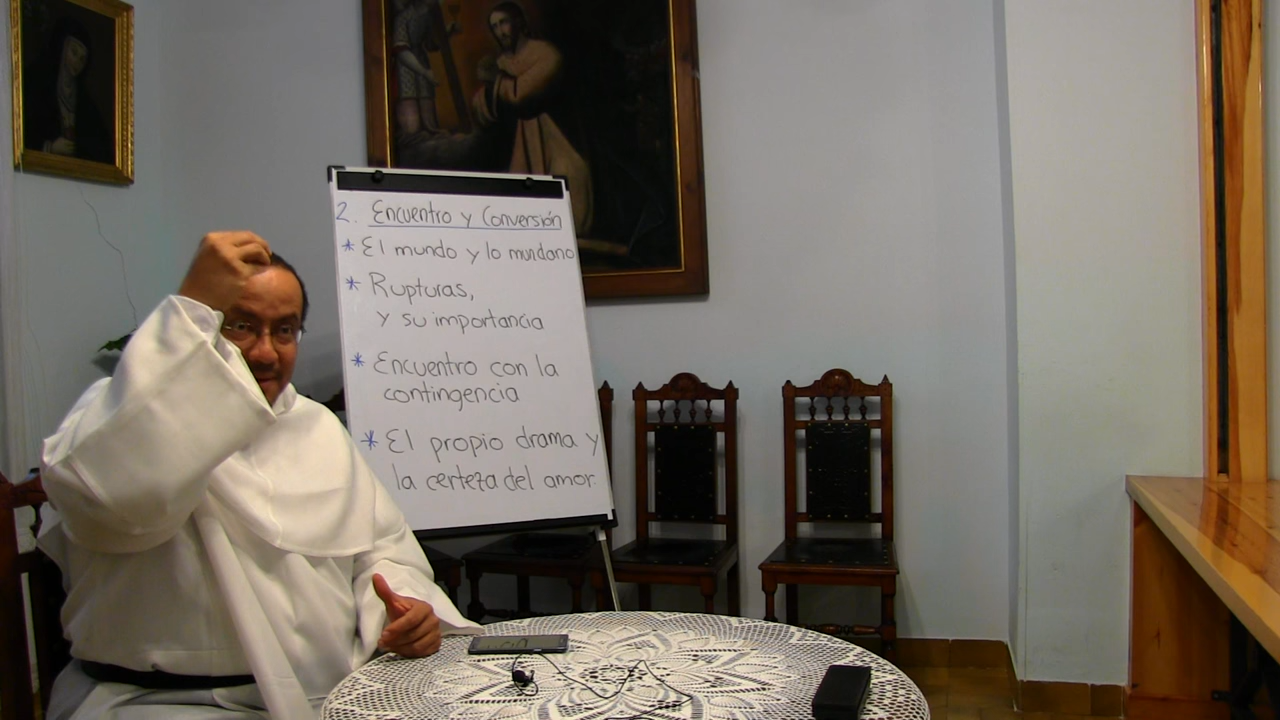 2. Encuentro y Conversión
* El mundo y lo mundano
* Rupturas,
y su importancia
* Encuentro con la
contingencia
* El propio drama y
la certeza del amor.